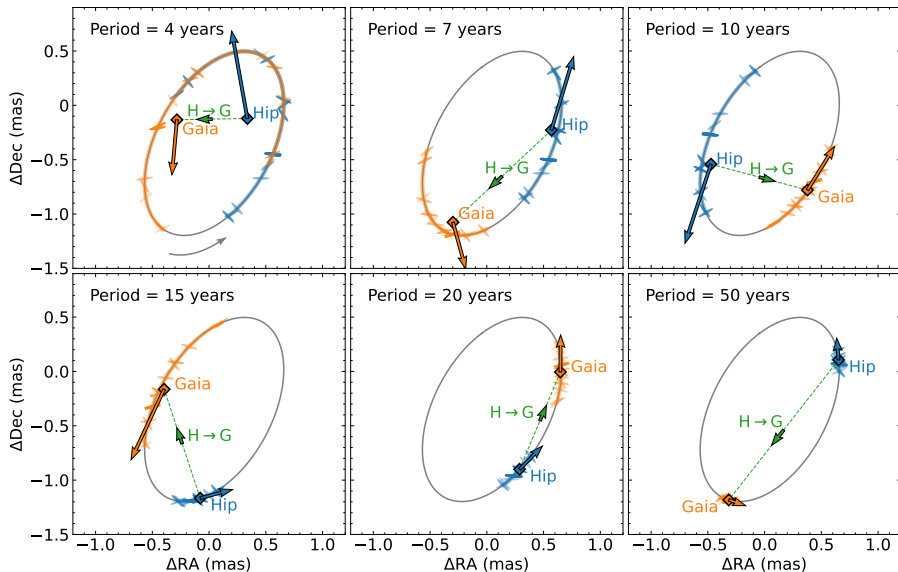 Period = 4 years
Period = 7 years
Period = 10 years
0.5
0.0
−0.5
−1.0
−1.5
ΔDec (mas)
H→G
Hip
Gaia
H→G
Hip
Gaia
H→G
Hip
Gaia
Period = 15 years
Period = 20 years
Period = 50 years
0.5
0.0
−0.5
−1.0
−1.5
ΔDec (mas)
Gaia
H→G
Hip
Gaia
H→G
Hip
Hip
H→G
Gaia
−1.0 −0.5 0.0 0.5 1.0
−1.0 −0.5 0.0 0.5 1.0
−1.0 −0.5 0.0 0.5 1.0
ΔRA (mas)
ΔRA (mas)
ΔRA (mas)